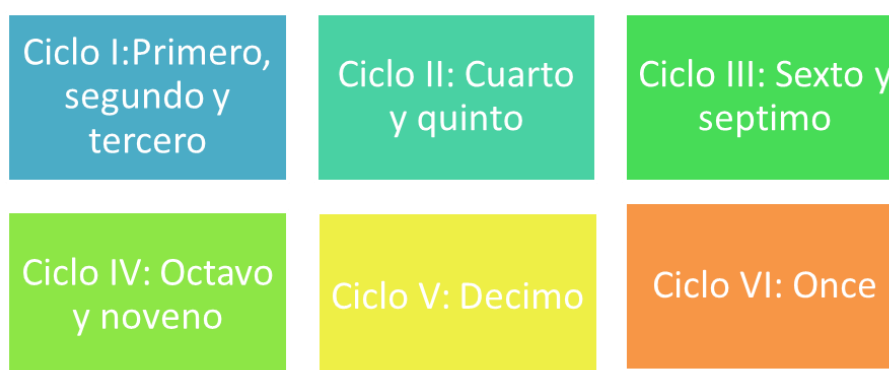 Ciclo I:Primero,
segundo y
tercero
Ciclo II: Cuarto
y quinto
Ciclo III: Sexto y
septimo
Ciclo IV: Octavo
y noveno
Ciclo V: Decimo
Ciclo VI: Once